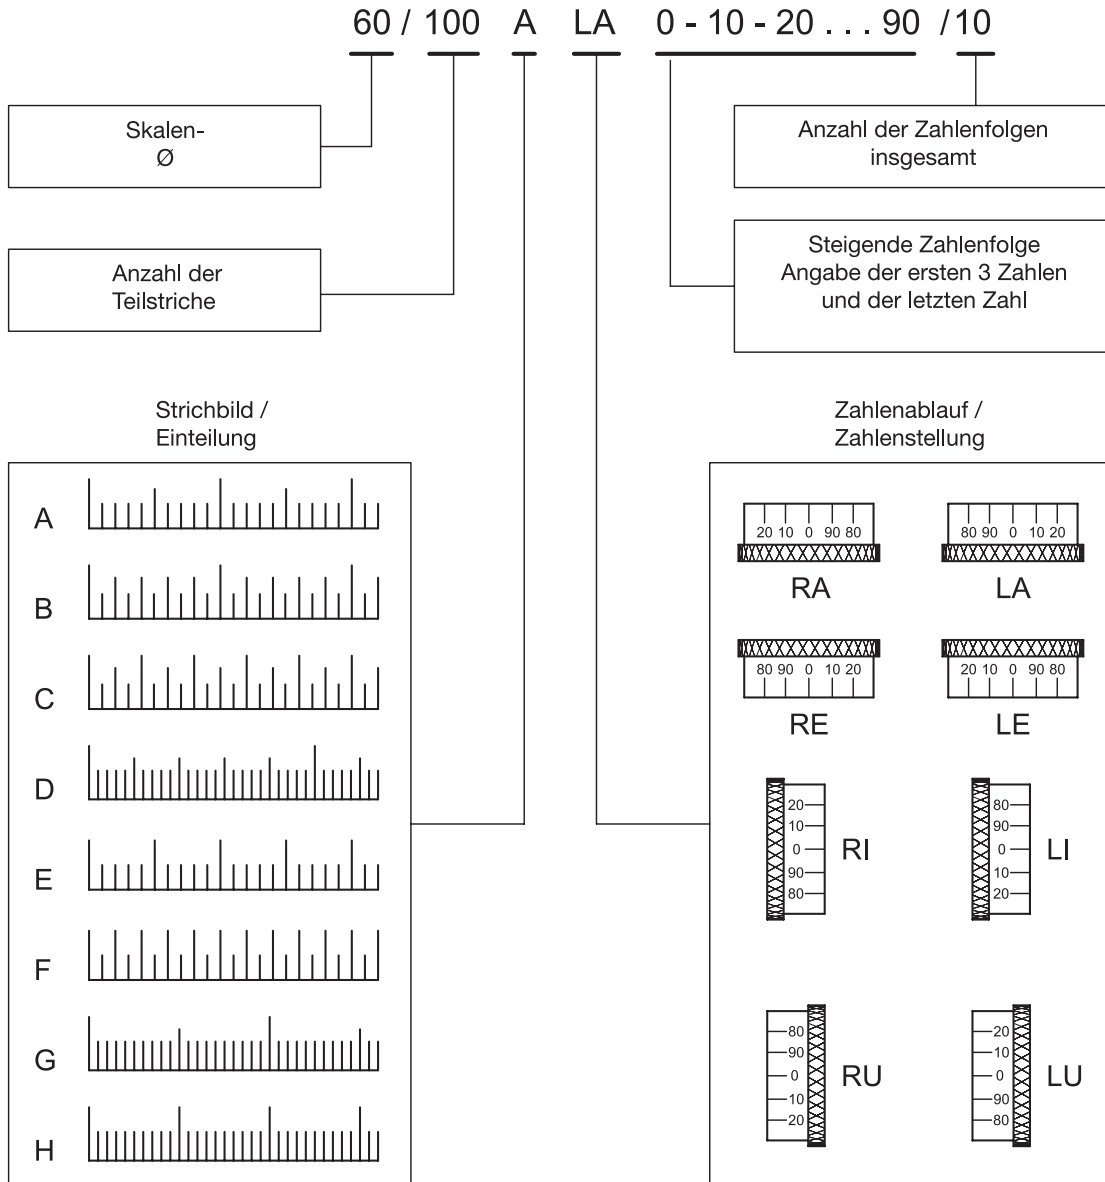 60 / 100 A LA 0 - 10 - 20 . . . 90 / 10
Skalen-
Ø
Anzahl der Zahlenfolgen
insgesamt
Anzahl der
Teilstriche
Steigende Zahlenfolge
Angabe der ersten 3 Zahlen
und der letzten Zahl
Strichbild /
Einteilung
A
B
C
D
E
F
G
H
Zahlenablauf /
Zahlenstellung
20 10 0 90 80
RA
80 90 0 10 20
LA
80 90 0 10 20
RE
20 10 0 90 80
LE
20
10
0
90
80
RI
80
90
0
10
20
LI
80
90
0
10
20
RU
20
10
0
90
80
LU